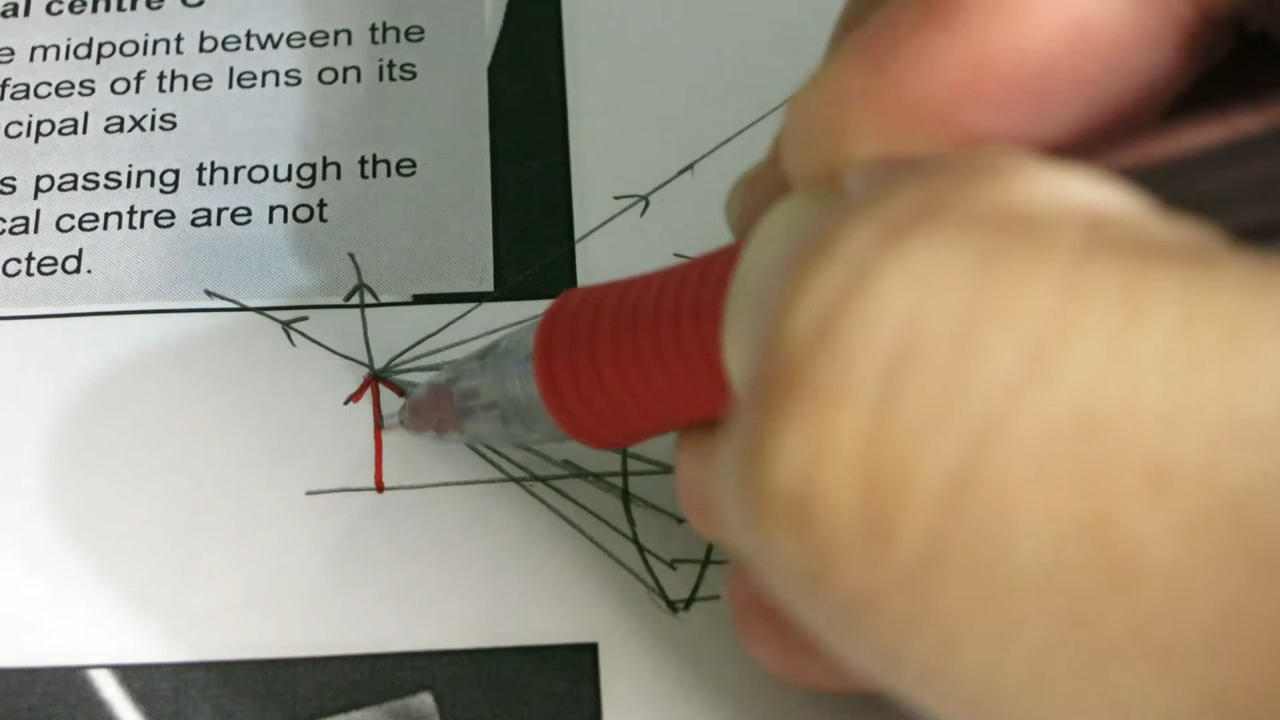 al centre C
e midpoint between the
faces of the lens on its
cipal axis
s passing through the
cal centre are not
cted.